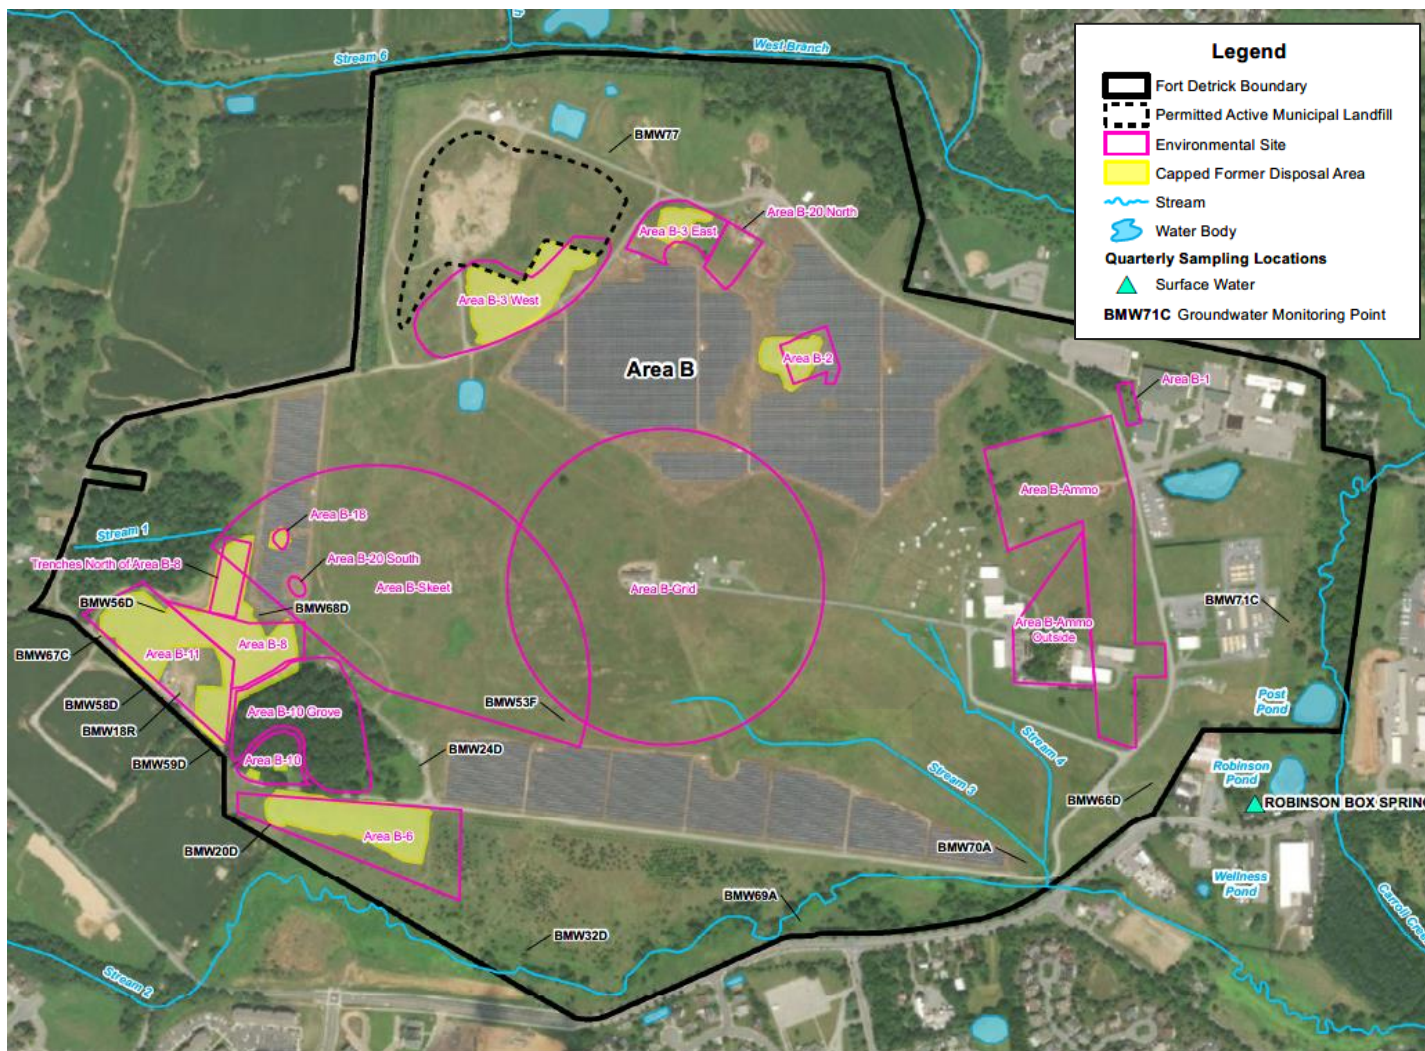 Stream 6
West Branch
Legend
Fort Detrick Boundary
Permitted Active Municipal Landfill
Environmental Site
Capped Former Disposal Area
Stream
Water Body
Quarterly Sampling Locations
Surface Water
BMW71C Groundwater Monitoring Point
BMW77
Area B-20 North
Area B-3 East
Area B-3 West
Area B
Area B-2
Area B-1
Area B-Ammo
Area B-18
Stream 1
Area B-20 South
Trenches North of Area B-8
Area B-Skeet
Area B-Grid
BMW56D
BMW68D
BMW71C
Area B-Ammo
Outside
Area B-8
BMW67C
Area B-11
BMW58D
Area B-10 Grove
BMW53F
Post
Pond
BMW18R
BMW24D
Stream 4
BMW59D
Area B-10
Stream 3
Robinson
Pond
BMW66D
ROBINSON BOX SPRING
Area B-6
BMW20D
BMW70A
Wellness
Pond
BMW69A
Carroll Cree
BMW32D
Stream 2